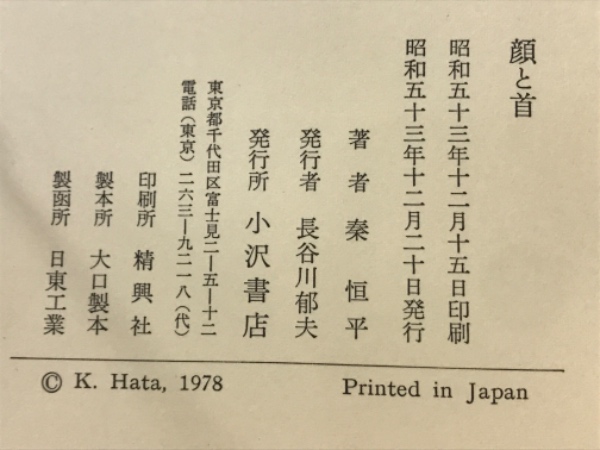 顔と首
昭和五十三年十二月十五日印刷
昭和五十三年十二月二十日発行
著者 秦恒平
発行者 長谷川郁夫
発行所 小沢書店
東京都千代田区富士見二ー五ー十二
電話(東京)二六三ー九二一八(代)
印刷所 精興社
製本所 大口製本
製函所 日東工業
© K. Hata, 1978 Printed in Japan